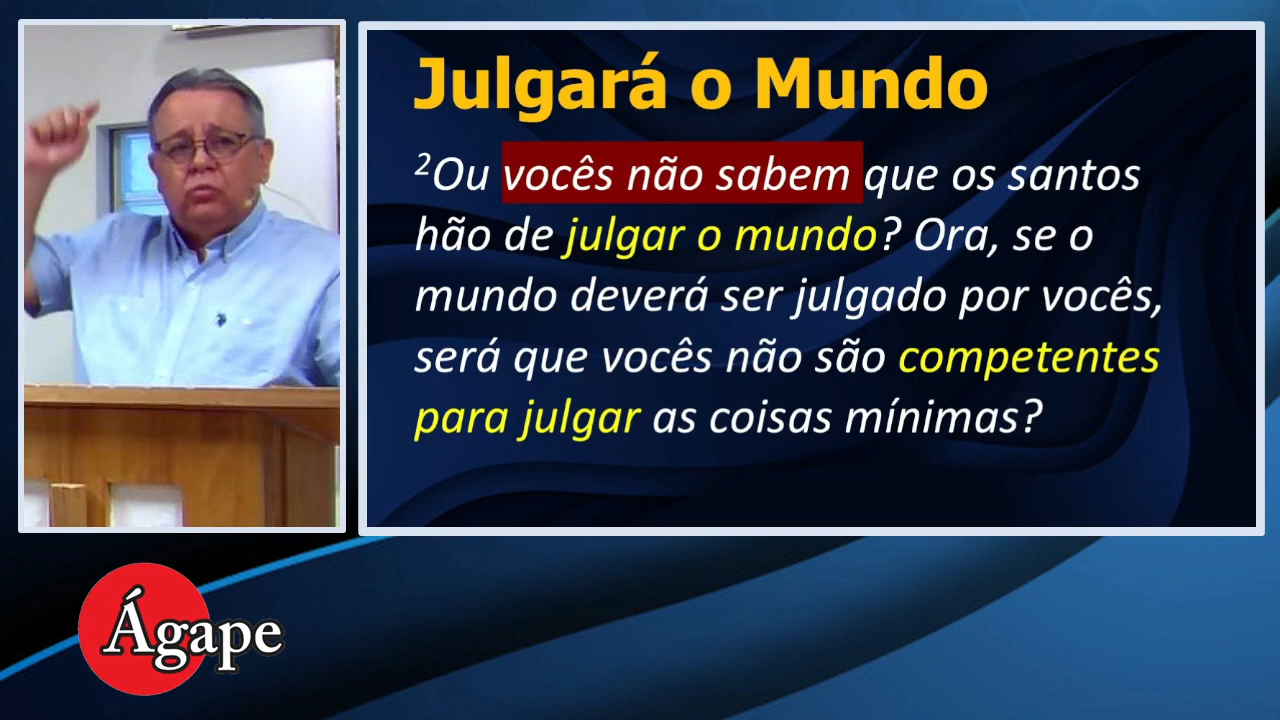 Julgará o Mundo
²Ou vocês não sabem que os santos
hão de julgar o mundo? Ora, se o
mundo deverá ser julgado por vocês,
será que vocês não são competentes
para julgar as coisas mínimas?
Ágape